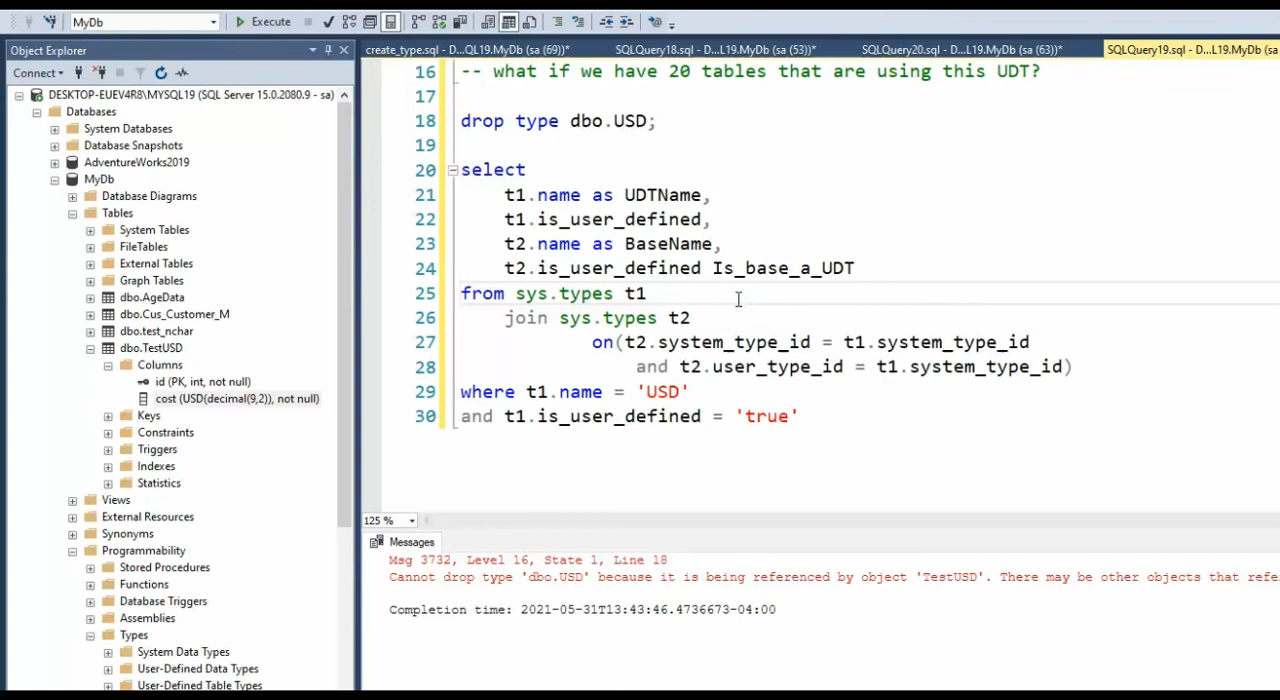 MyDb
Execute
Object Explorer
create_type.sql - D...QL19.MyDb (sa (69))*
SQLQuery18.sql - D...L19.MyDb (sa (53))*
SQLQuery20.sql - D...L19.MyDb (sa (63))*
SQLQuery19.sql - D...L19.MyDb (sa
Connect
DESKTOP-EUEV4R8\MYSQL19 (SQL Server 15.0.2080.9 - sa)
Databases
System Databases
Database Snapshots
AdventureWorks2019
MyDb
Database Diagrams
Tables
System Tables
FileTables
External Tables
Graph Tables
dbo.AgeData
dbo.Cus_Customer_M
dbo.test_nchar
dbo.TestUSD
Columns
id (PK, int, not null)
cost (USD(decimal(9,2)), not null)
Keys
Constraints
Triggers
Indexes
Statistics
Views
External Resources
Synonyms
Programmability
Stored Procedures
Functions
Database Triggers
Assemblies
Types
System Data Types
User-Defined Data Types
User-Defined Table Types
16 -- what if we have 20 tables that are using this UDT?
17
18 drop type dbo.USD;
19
20 select
21 t1.name as UDTName,
22 t1.is_user_defined,
23 t2.name as BaseName,
24 t2.is_user_defined Is_base_a_UDT
25 from sys.types t1
26 join sys.types t2
27 on(t2.system_type_id = t1.system_type_id
28 and t2.user_type_id = t1.system_type_id)
29 where t1.name = 'USD'
30 and t1.is_user_defined = 'true'
125 %
Messages
Msg 3732, Level 16, State 1, Line 18
Cannot drop type 'dbo.USD' because it is being referenced by object 'TestUSD'. There may be other objects that refe
Completion time: 2021-05-31T13:43:46.4736673-04:00